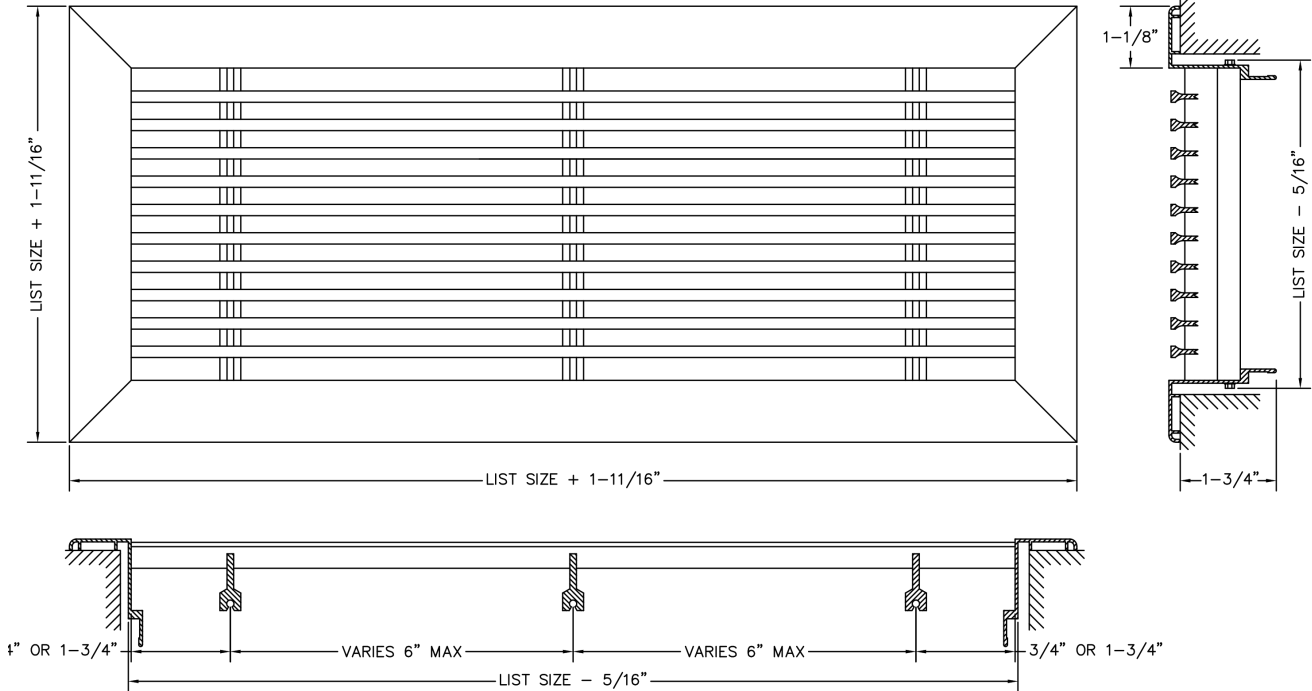 1-1/8"
LIST SIZE + 1-11/16"
LIST SIZE - 5/16"
LIST SIZE + 1-11/16"
1-3/4"
4" OR 1-3/4"
VARIES 6" MAX
VARIES 6" MAX
3/4" OR 1-3/4"
LIST SIZE - 5/16"